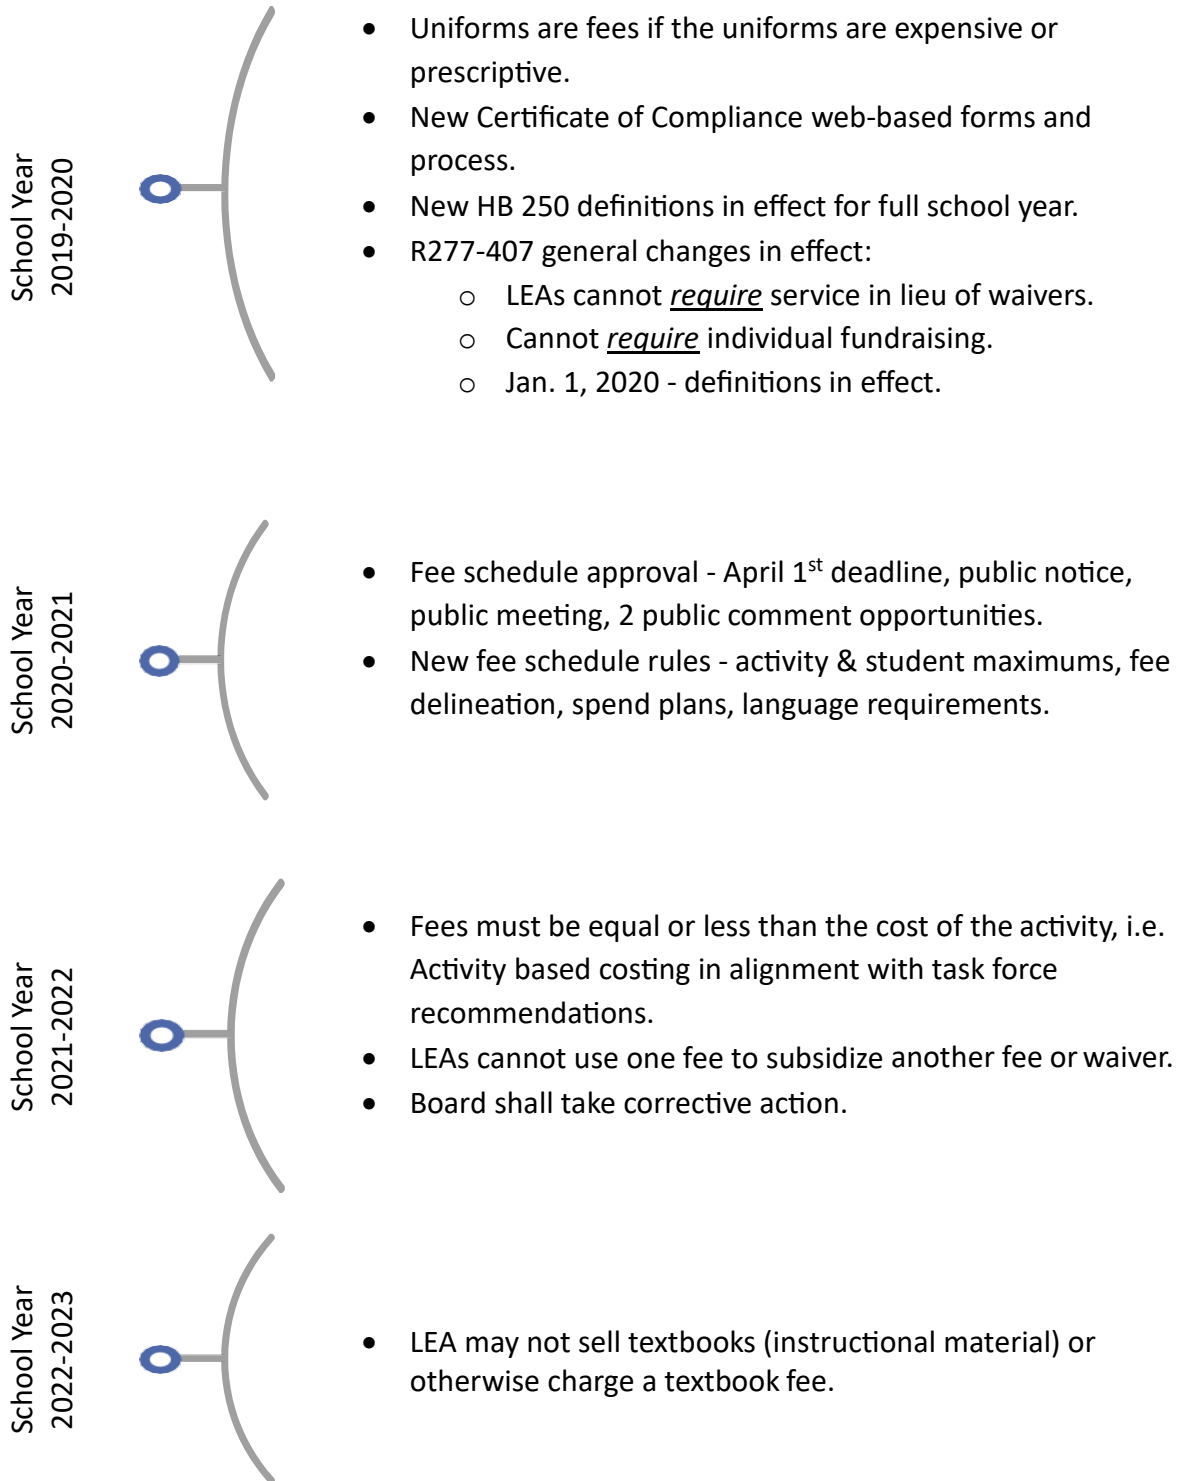 School Year
2019-2020
• Uniforms are fees if the uniforms are expensive or
prescriptive.
• New Certificate of Compliance web-based forms and
process.
• New HB 250 definitions in effect for full school year.
• R277-407 general changes in effect:
o LEAs cannot require service in lieu of waivers.
o Cannot require individual fundraising.
o Jan. 1, 2020 - definitions in effect.
School Year
2020-2021
• Fee schedule approval - April 1st deadline, public notice,
public meeting, 2 public comment opportunities.
• New fee schedule rules - activity & student maximums, fee
delineation, spend plans, language requirements.
School Year
2021-2022
• Fees must be equal or less than the cost of the activity, i.e.
Activity based costing in alignment with task force
recommendations.
• LEAs cannot use one fee to subsidize another fee or waiver.
• Board shall take corrective action.
School Year
2022-2023
• LEA may not sell textbooks (instructional material) or
otherwise charge a textbook fee.